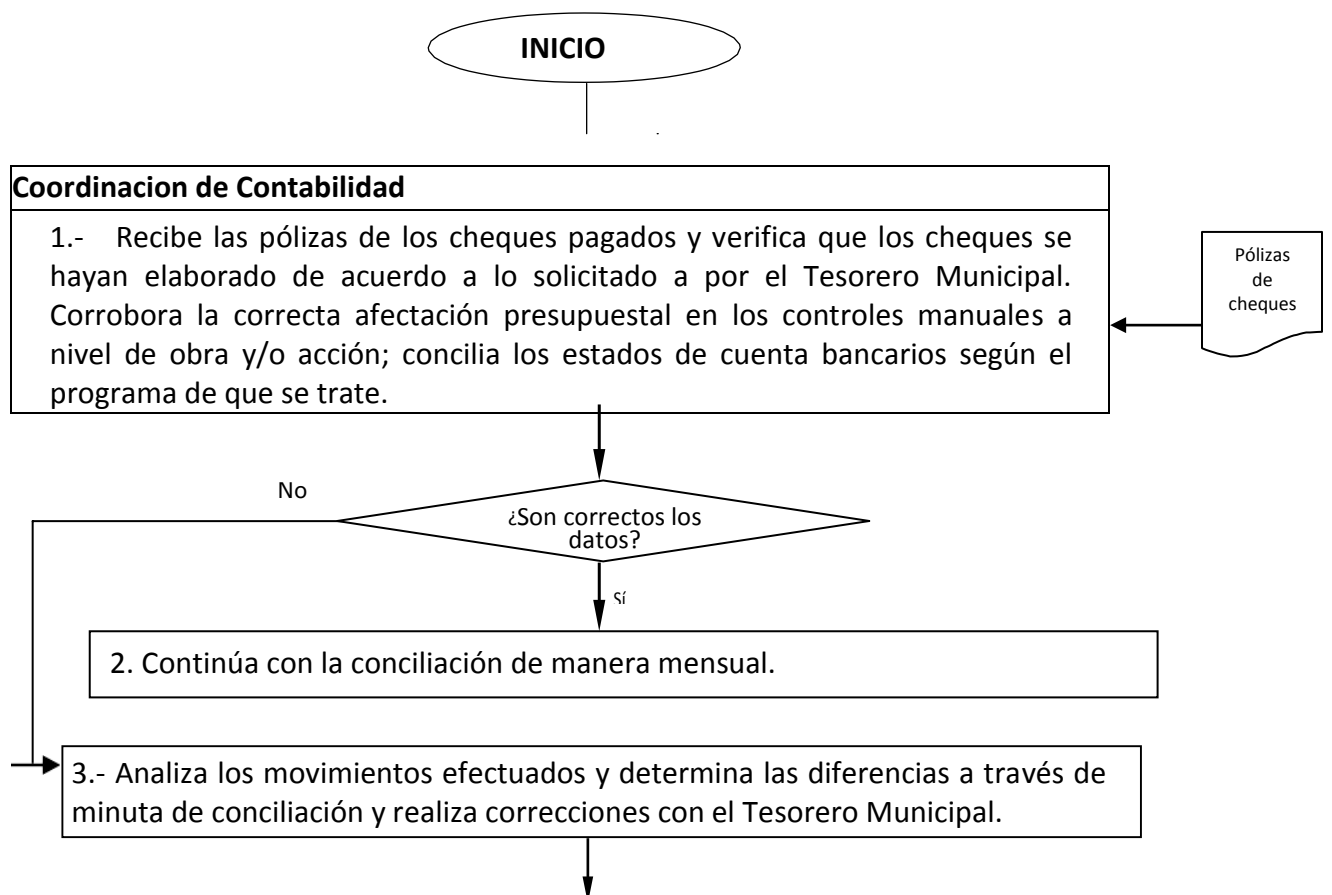 INICIO
Coordinacion de Contabilidad
1.- Recibe las pólizas de los cheques pagados y verifica que los cheques se
hayan elaborado de acuerdo a lo solicitado a por el Tesorero Municipal.
Corrobora la correcta afectación presupuestal en los controles manuales a
nivel de obra y/o acción; concilia los estados de cuenta bancarios según el
programa de que se trate.
Pólizas
de
cheques
No
¿Son correctos los
datos?
Sí
2. Continúa con la conciliación de manera mensual.
3.- Analiza los movimientos efectuados y determina las diferencias a través de
minuta de conciliación y realiza correcciones con el Tesorero Municipal.